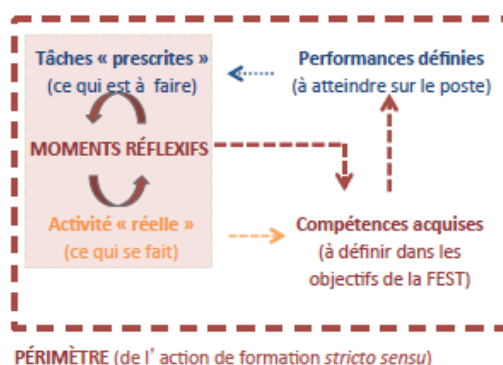 Tâches « prescrites »
(ce qui est à faire)
Performances définies
(à atteindre sur le poste)
MOMENTS RÉFLEXIFS
Activité « réelle »
(ce qui se fait)
Compétences acquises
(à définir dans les
objectifs de la FEST)
PÉRIMÈTRE (de l' action de formation stricto sensu)